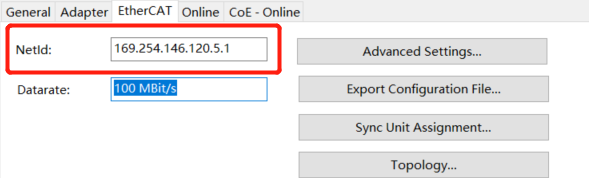 General Adapter EtherCAT Online CoE - Online
NetId: 169.254.146.120.5.1 Advanced Settings...
Datarate: 100 MBit/s Export Configuration File...
Sync Unit Assignment...
Topology...